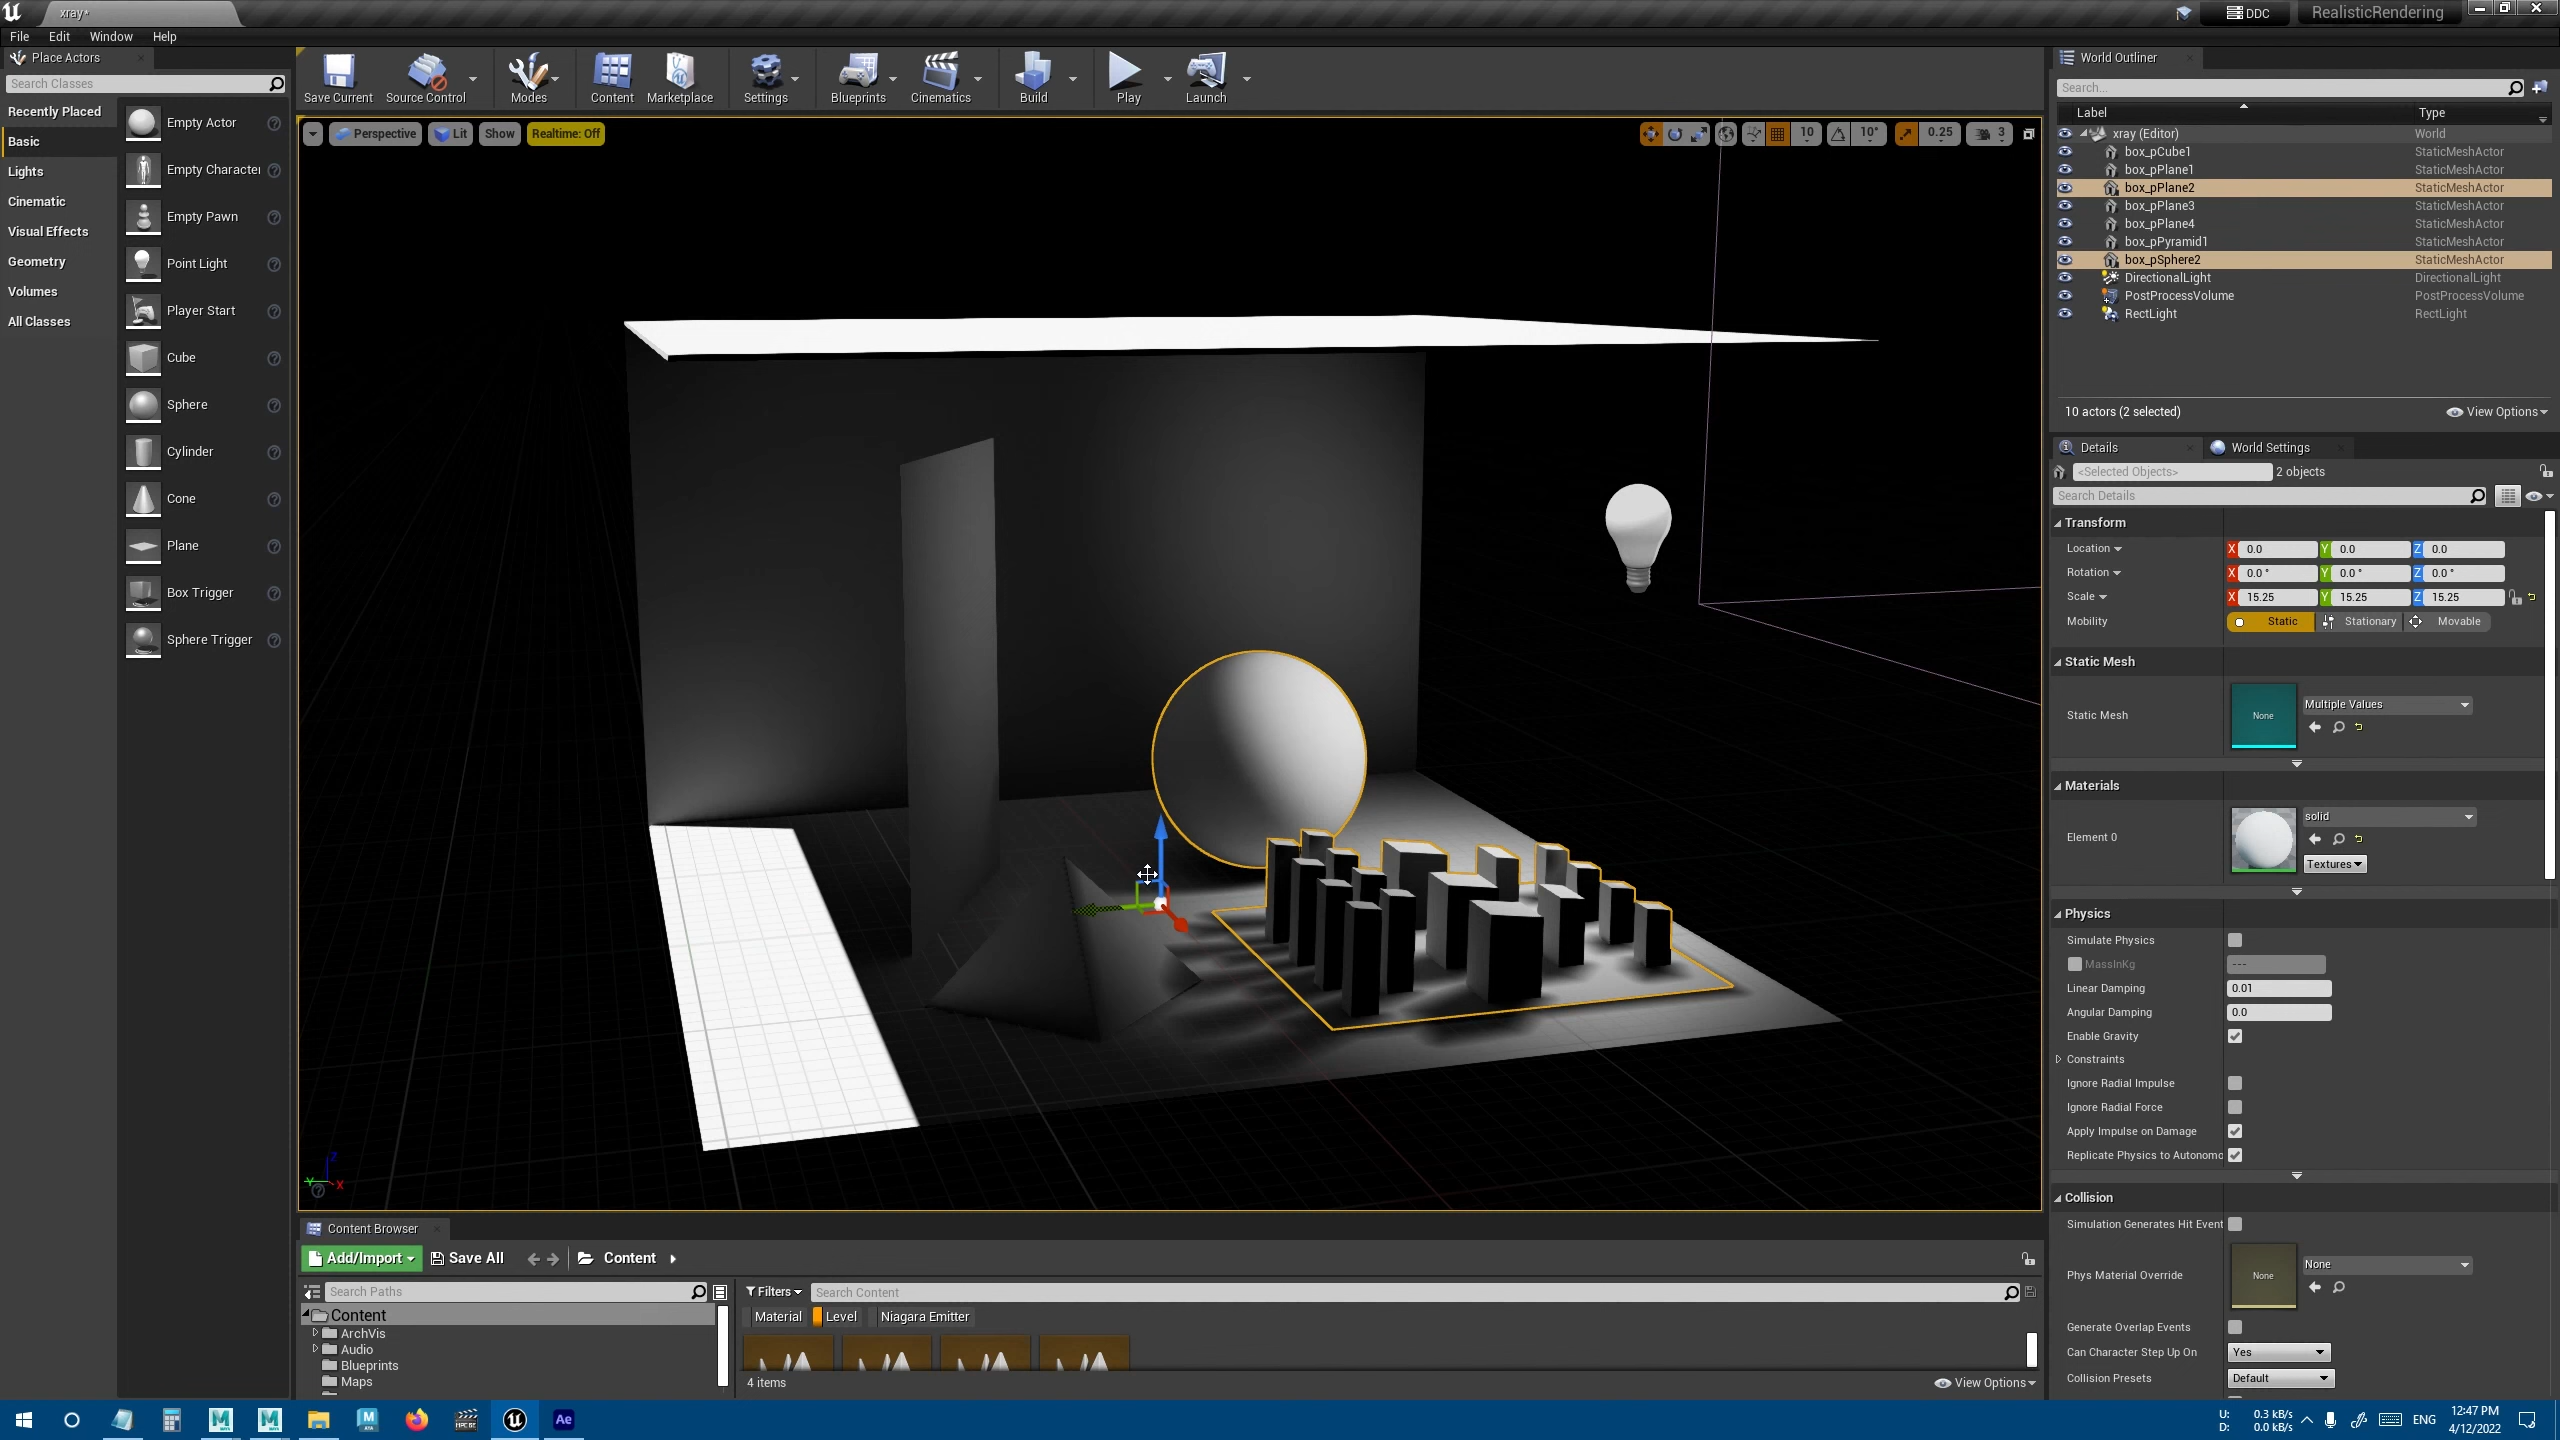 xray*
DDC
RealisticRendering
File Edit Window Help
Place Actors
Search Classes
Recently Placed
Basic
Lights
Cinematic
Visual Effects
Geometry
Volumes
All Classes
Empty Actor
Empty Character
Empty Pawn
Point Light
Player Start
Cube
Sphere
Cylinder
Cone
Plane
Box Trigger
Sphere Trigger
Save Current Source Control Modes Content Marketplace Settings Blueprints Cinematics Build Play Launch
Perspective Lit Show Realtime: Off
10 10° 0.25 3
Z
Y X
World Outliner
Search...
Label Type
xray (Editor) World
box_pCube1 StaticMeshActor
box_pPlane1 StaticMeshActor
box_pPlane2 StaticMeshActor
box_pPlane3 StaticMeshActor
box_pPlane4 StaticMeshActor
box_pPyramid1 StaticMeshActor
box_pSphere2 StaticMeshActor
DirectionalLight DirectionalLight
PostProcessVolume PostProcessVolume
RectLight RectLight
10 actors (2 selected) View Options
Details World Settings
<Selected Objects> 2 objects
Search Details
Transform
Location X 0.0 Y 0.0 Z 0.0
Rotation X 0.0° Y 0.0° Z 0.0°
Scale X 15.25 Y 15.25 Z 15.25
Mobility Static Stationary Movable
Static Mesh
Static Mesh None Multiple Values
Materials
Element 0 solid
Textures
Physics
Simulate Physics
MassInKg ---
Linear Damping 0.01
Angular Damping 0.0
Enable Gravity
Constraints
Ignore Radial Impulse
Ignore Radial Force
Apply Impulse on Damage
Replicate Physics to Autonomo
Collision
Simulation Generates Hit Event
Phys Material Override None None
Generate Overlap Events
Can Character Step Up On Yes
Collision Presets Default
Content Browser
Add/Import Save All Content
Search Paths
Content
ArchVis
Audio
Blueprints
Maps
Filters Search Content
Material Level Niagara Emitter
4 items View Options
Ae
U: 0.3 kB/s
D: 0.0 kB/s
ENG
12:47 PM
4/12/2022